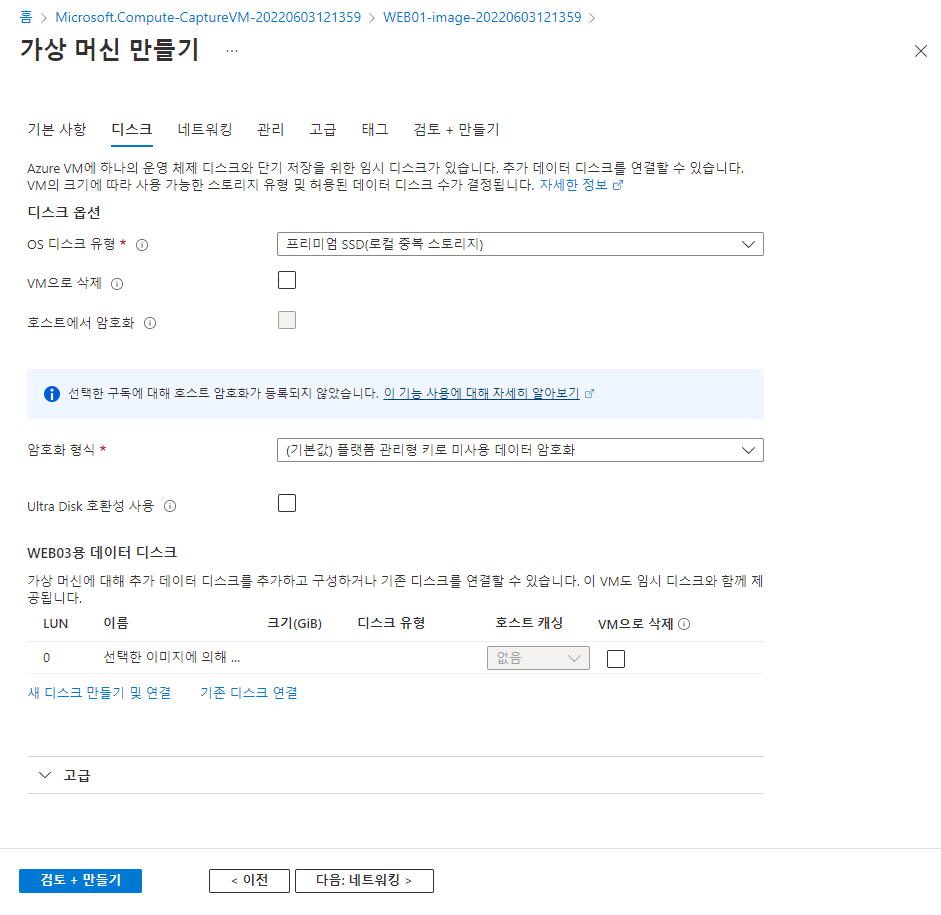 홈 > Microsoft.Compute-CaptureVM-20220603121359 > WEB01-image-20220603121359 >
가상 머신 만들기 ...
기본 사항 디스크 네트워킹 관리 고급 태그 검토 + 만들기
Azure VM에 하나의 운영 체제 디스크와 단기 저장을 위한 임시 디스크가 있습니다. 추가 데이터 디스크를 연결할 수 있습니다.
VM의 크기에 따라 사용 가능한 스토리지 유형 및 허용된 데이터 디스크 수가 결정됩니다. 자세한 정보
디스크 옵션
OS 디스크 유형 * 프리미엄 SSD(로컬 중복 스토리지)
VM으로 삭제
호스트에서 암호화
선택한 구독에 대해 호스트 암호화가 등록되지 않았습니다. 이 기능 사용에 대해 자세히 알아보기
암호화 형식 * (기본값) 플랫폼 관리형 키로 미사용 데이터 암호화
Ultra Disk 호환성 사용
WEB03용 데이터 디스크
가상 머신에 대해 추가 데이터 디스크를 추가하고 구성하거나 기존 디스크를 연결할 수 있습니다. 이 VM도 임시 디스크와 함께 제
공됩니다.
LUN 이름 크기(GiB) 디스크 유형 호스트 캐싱 VM으로 삭제
0 선택한 이미지에 의해 ... 없음
새 디스크 만들기 및 연결 기존 디스크 연결
고급
검토 + 만들기 < 이전 다음: 네트워킹 >